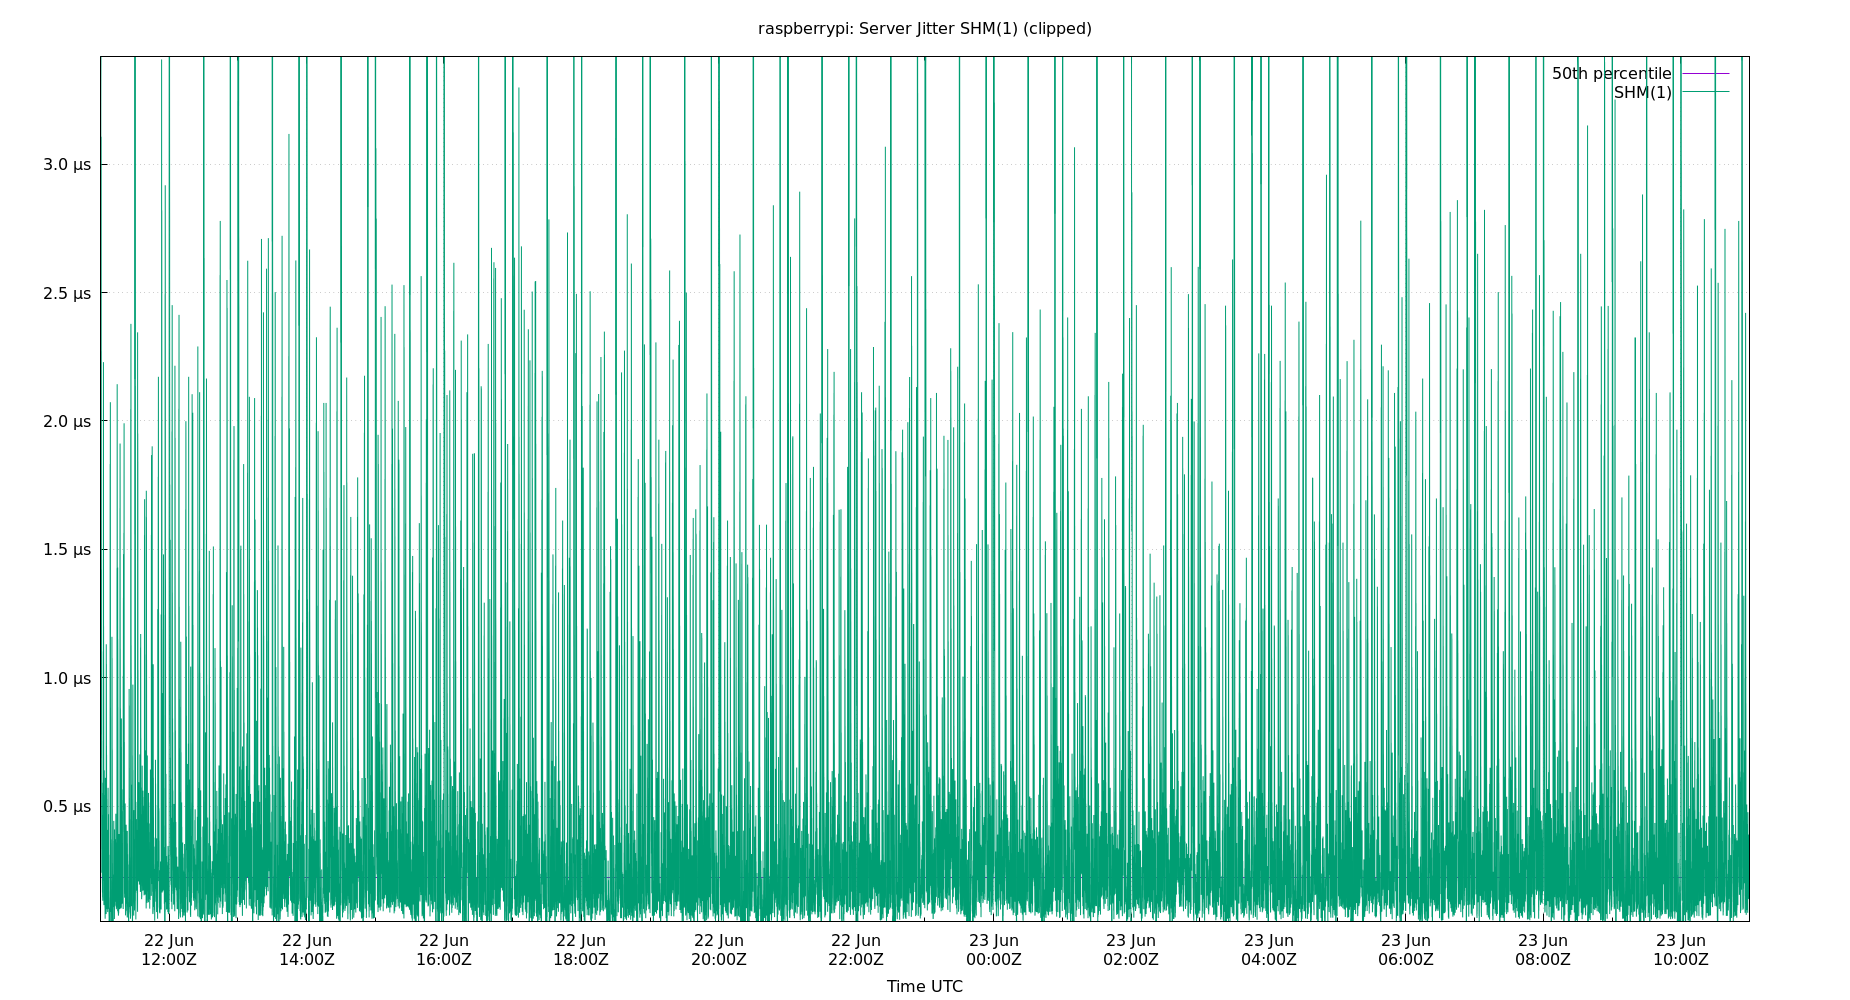 raspberrypi: Server Jitter SHM(1) (clipped)
50th percentile
SHM(1)
3.0 μs
2.5 μs
2.0 μs
1.5 μs
1.0 μs
0.5 μs
22 Jun 22 Jun 22 Jun 22 Jun 22 Jun 22 Jun 23 Jun 23 Jun 23 Jun 23 Jun 23 Jun 23 Jun
12:00Z 14:00Z 16:00Z 18:00Z 20:00Z 22:00Z 00:00Z 02:00Z 04:00Z 06:00Z 08:00Z 10:00Z
Time UTC